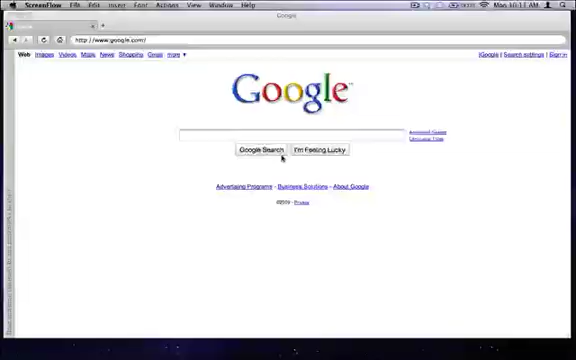 ScreenFlow File Edit Insert Font Actions View Window Help Mon 10:11 AM
Google
http://www.google.com/
Web Images Videos Maps News Shopping Gmail more ▼ iGoogle | Search settings | Sign in
Google™
Advanced Search
Language Tools
Google Search I'm Feeling Lucky
Advertising Programs - Business Solutions - About Google
©2010 - Privacy